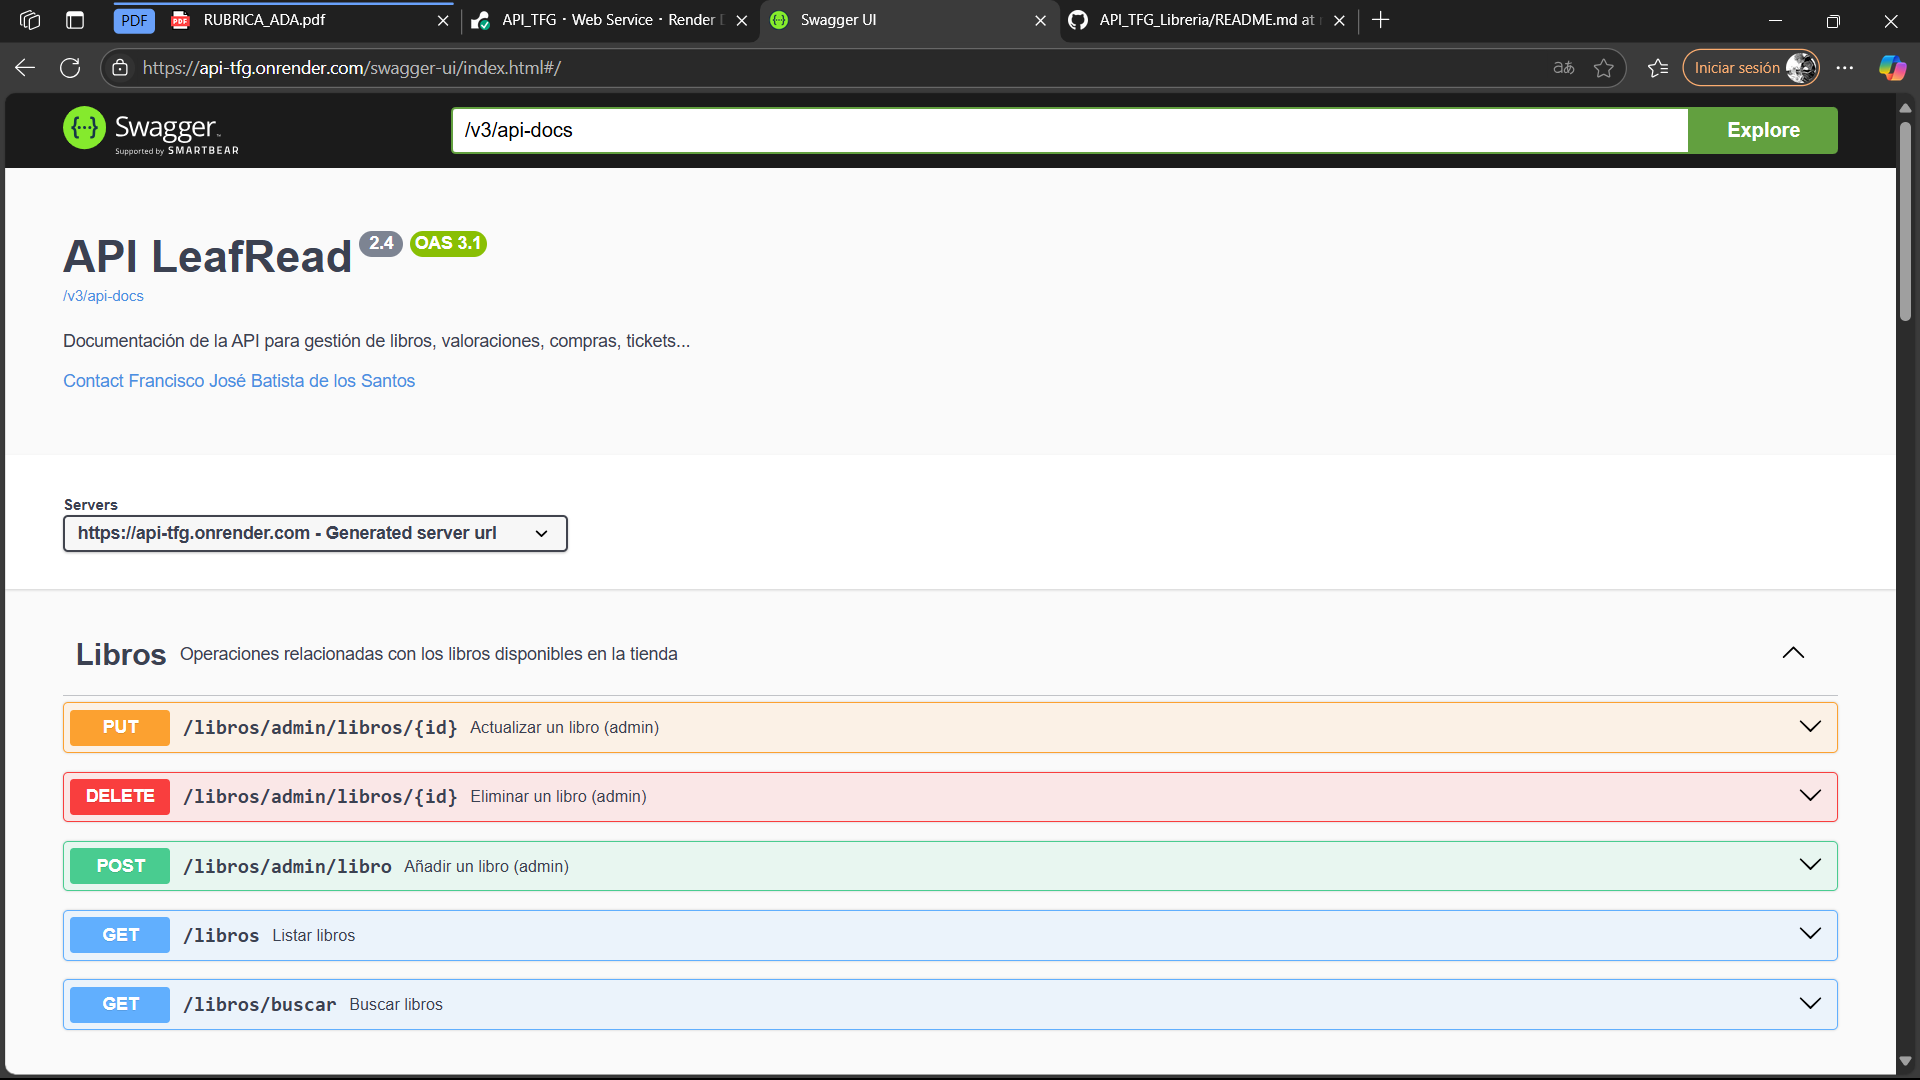 PDF
RUBRICA_ADA.pdf
API_TFG · Web Service · Render
Swagger UI
API_TFG_Libreria/README.md at
https://api-tfg.onrender.com/swagger-ui/index.html#/
Iniciar sesión
Swagger
Supported by SMARTBEAR
/v3/api-docs
Explore
API LeafRead 2.4 OAS 3.1
/v3/api-docs
Documentación de la API para gestión de libros, valoraciones, compras, tickets...
Contact Francisco José Batista de los Santos
Servers
https://api-tfg.onrender.com - Generated server url
Libros Operaciones relacionadas con los libros disponibles en la tienda
PUT /libros/admin/libros/{id} Actualizar un libro (admin)
DELETE /libros/admin/libros/{id} Eliminar un libro (admin)
POST /libros/admin/libro Añadir un libro (admin)
GET /libros Listar libros
GET /libros/buscar Buscar libros